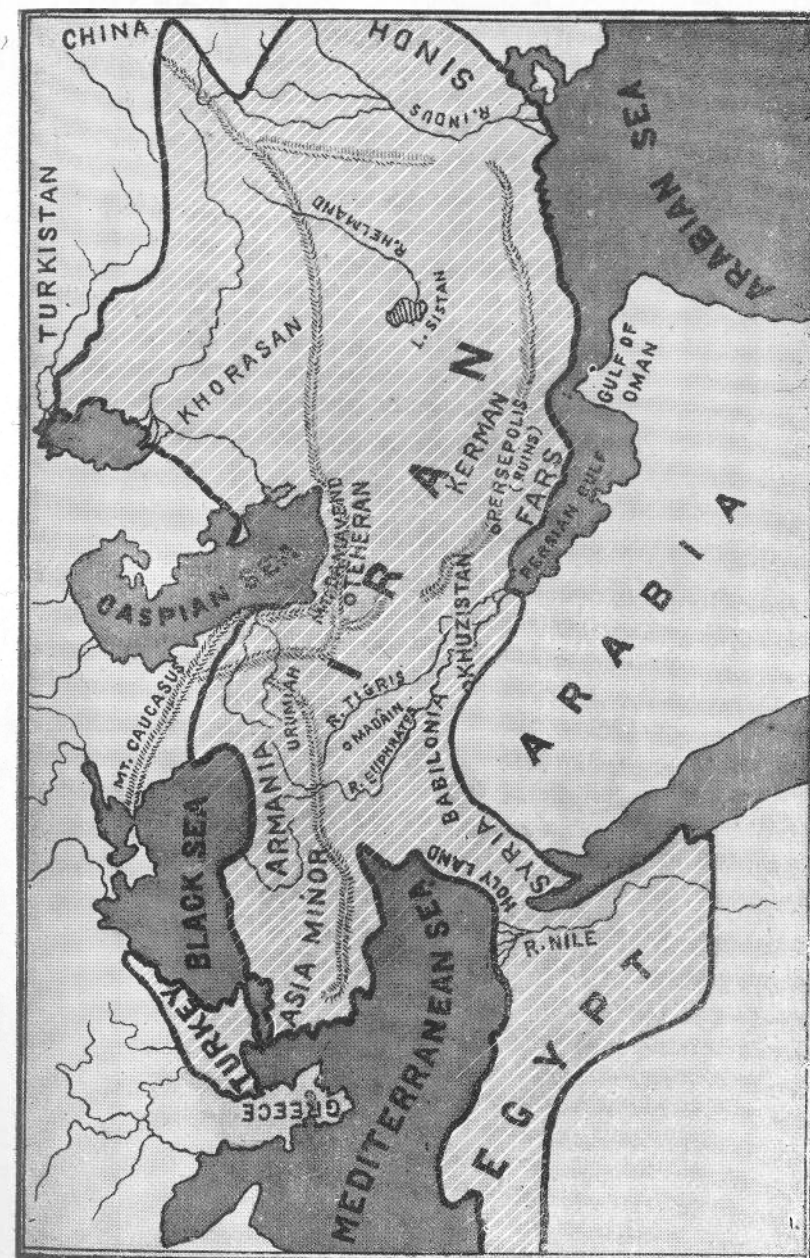 CHINA
SINDH
TURKISTAN
R. INDUS
ARABIAN SEA
R. HELMAND
L. SISTAN
KHORASAN
GULF OF
OMAN
IRAN
KERMAN
PERSEPOLIS
(RUINS)
FARS
PERSIAN GULF
TEHERAN
CASPIAN SEA
KHUZISTAN
ARABIA
MT. CAUCASUS
URUMIAH
R. TIGRIS
MADAIN
R. EUPHRATES
BABILONIA
ARMANIA
BLACK SEA
ASIA MINOR
HOLY LAND
SYRIA
R. NILE
TURKEY
GREECE
MEDITERRANEAN SEA
EGYPT
1.